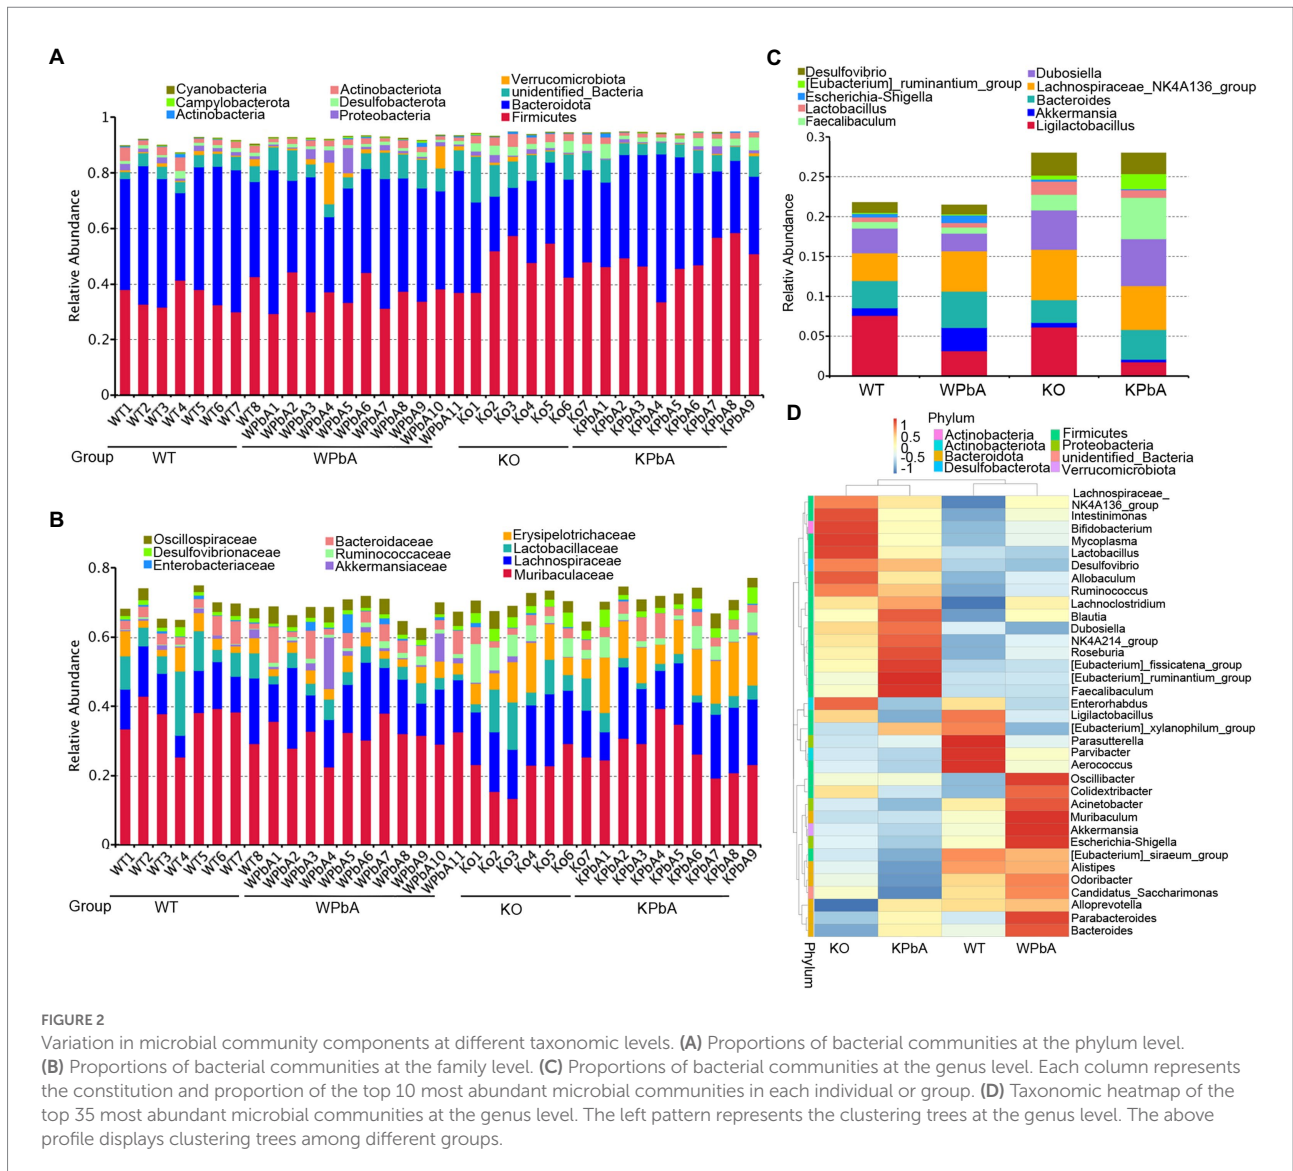 A
Cyanobacteria
Campylobacterota
Actinobacteria
Actinobacteriota
Desulfobacterota
Proteobacteria
Verrucomicrobiota
unidentified_Bacteria
Bacteroidota
Firmicutes
Relative Abundance
1
0.8
0.6
0.4
0.2
0
WT1 WT2 WT3 WT4 WT5 WT6 WT7 WT8 WPbA1 WPbA2 WPbA3 WPbA4 WPbA5 WPbA6 WPbA7 WPbA8 WPbA9 WPbA10 WPbA11 Ko1 Ko2 Ko3 Ko4 Ko5 Ko6 Ko7 KPbA1 KPbA2 KPbA3 KPbA4 KPbA5 KPbA6 KPbA7 KPbA8 KPbA9
Group WT WPbA KO KPbA
B
Oscillospiraceae
Desulfovibrionaceae
Enterobacteriaceae
Bacteroidaceae
Ruminococcaceae
Akkermansiaceae
Erysipelotrichaceae
Lactobacillaceae
Lachnospiraceae
Muribaculaceae
Relative Abundance
0.8
0.6
0.4
0.2
0
WT1 WT2 WT3 WT4 WT5 WT6 WT7 WT8 WPbA1 WPbA2 WPbA3 WPbA4 WPbA5 WPbA6 WPbA7 WPbA8 WPbA9 WPbA10 WPbA11 Ko1 Ko2 Ko3 Ko4 Ko5 Ko6 Ko7 KPbA1 KPbA2 KPbA3 KPbA4 KPbA5 KPbA6 KPbA7 KPbA8 KPbA9
Group WT WPbA KO KPbA
C
Desulfovibrio
[Eubacterium]_ruminantium_group
Escherichia-Shigella
Lactobacillus
Faecalibaculum
Dubosiella
Lachnospiraceae_NK4A136_group
Bacteroides
Akkermansia
Ligilactobacillus
Relative Abundance
0.3
0.25
0.2
0.15
0.1
0.05
0
WT WPbA KO KPbA
D
1
0.5
-0.5
-1
Phylum
Actinobacteria
Actinobacteriota
Bacteroidota
Desulfobacterota
Firmicutes
Proteobacteria
unidentified_Bacteria
Verrucomicrobiota
Lachnospiraceae_
NK4A136_group
Intestinimonas
Bifidobacterium
Mycoplasma
Lactobacillus
Desulfovibrio
Allobaculum
Ruminococcus
Lachnoclostridium
Blautia
Dubosiella
NK4A214_group
Roseburia
[Eubacterium]_fissicatena_group
[Eubacterium]_ruminantium_group
Faecalibaculum
Enterorhabdus
Ligilactobacillus
[Eubacterium]_xylanophilum_group
Parasutterella
Parvibacter
Aerococcus
Oscillibacter
Colidextribacter
Acinetobacter
Muribaculum
Akkermansia
Escherichia-Shigella
[Eubacterium]_siraeum_group
Alistipes
Odoribacter
Candidatus_Saccharimonas
Alloprevotella
Parabacteroides
Bacteroides
Phylum
KO KPbA WT WPbA
FIGURE 2
Variation in microbial community components at different taxonomic levels. (A) Proportions of bacterial communities at the phylum level.
(B) Proportions of bacterial communities at the family level. (C) Proportions of bacterial communities at the genus level. Each column represents
the constitution and proportion of the top 10 most abundant microbial communities in each individual or group. (D) Taxonomic heatmap of the
top 35 most abundant microbial communities at the genus level. The left pattern represents the clustering trees at the genus level. The above
profile displays clustering trees among different groups.